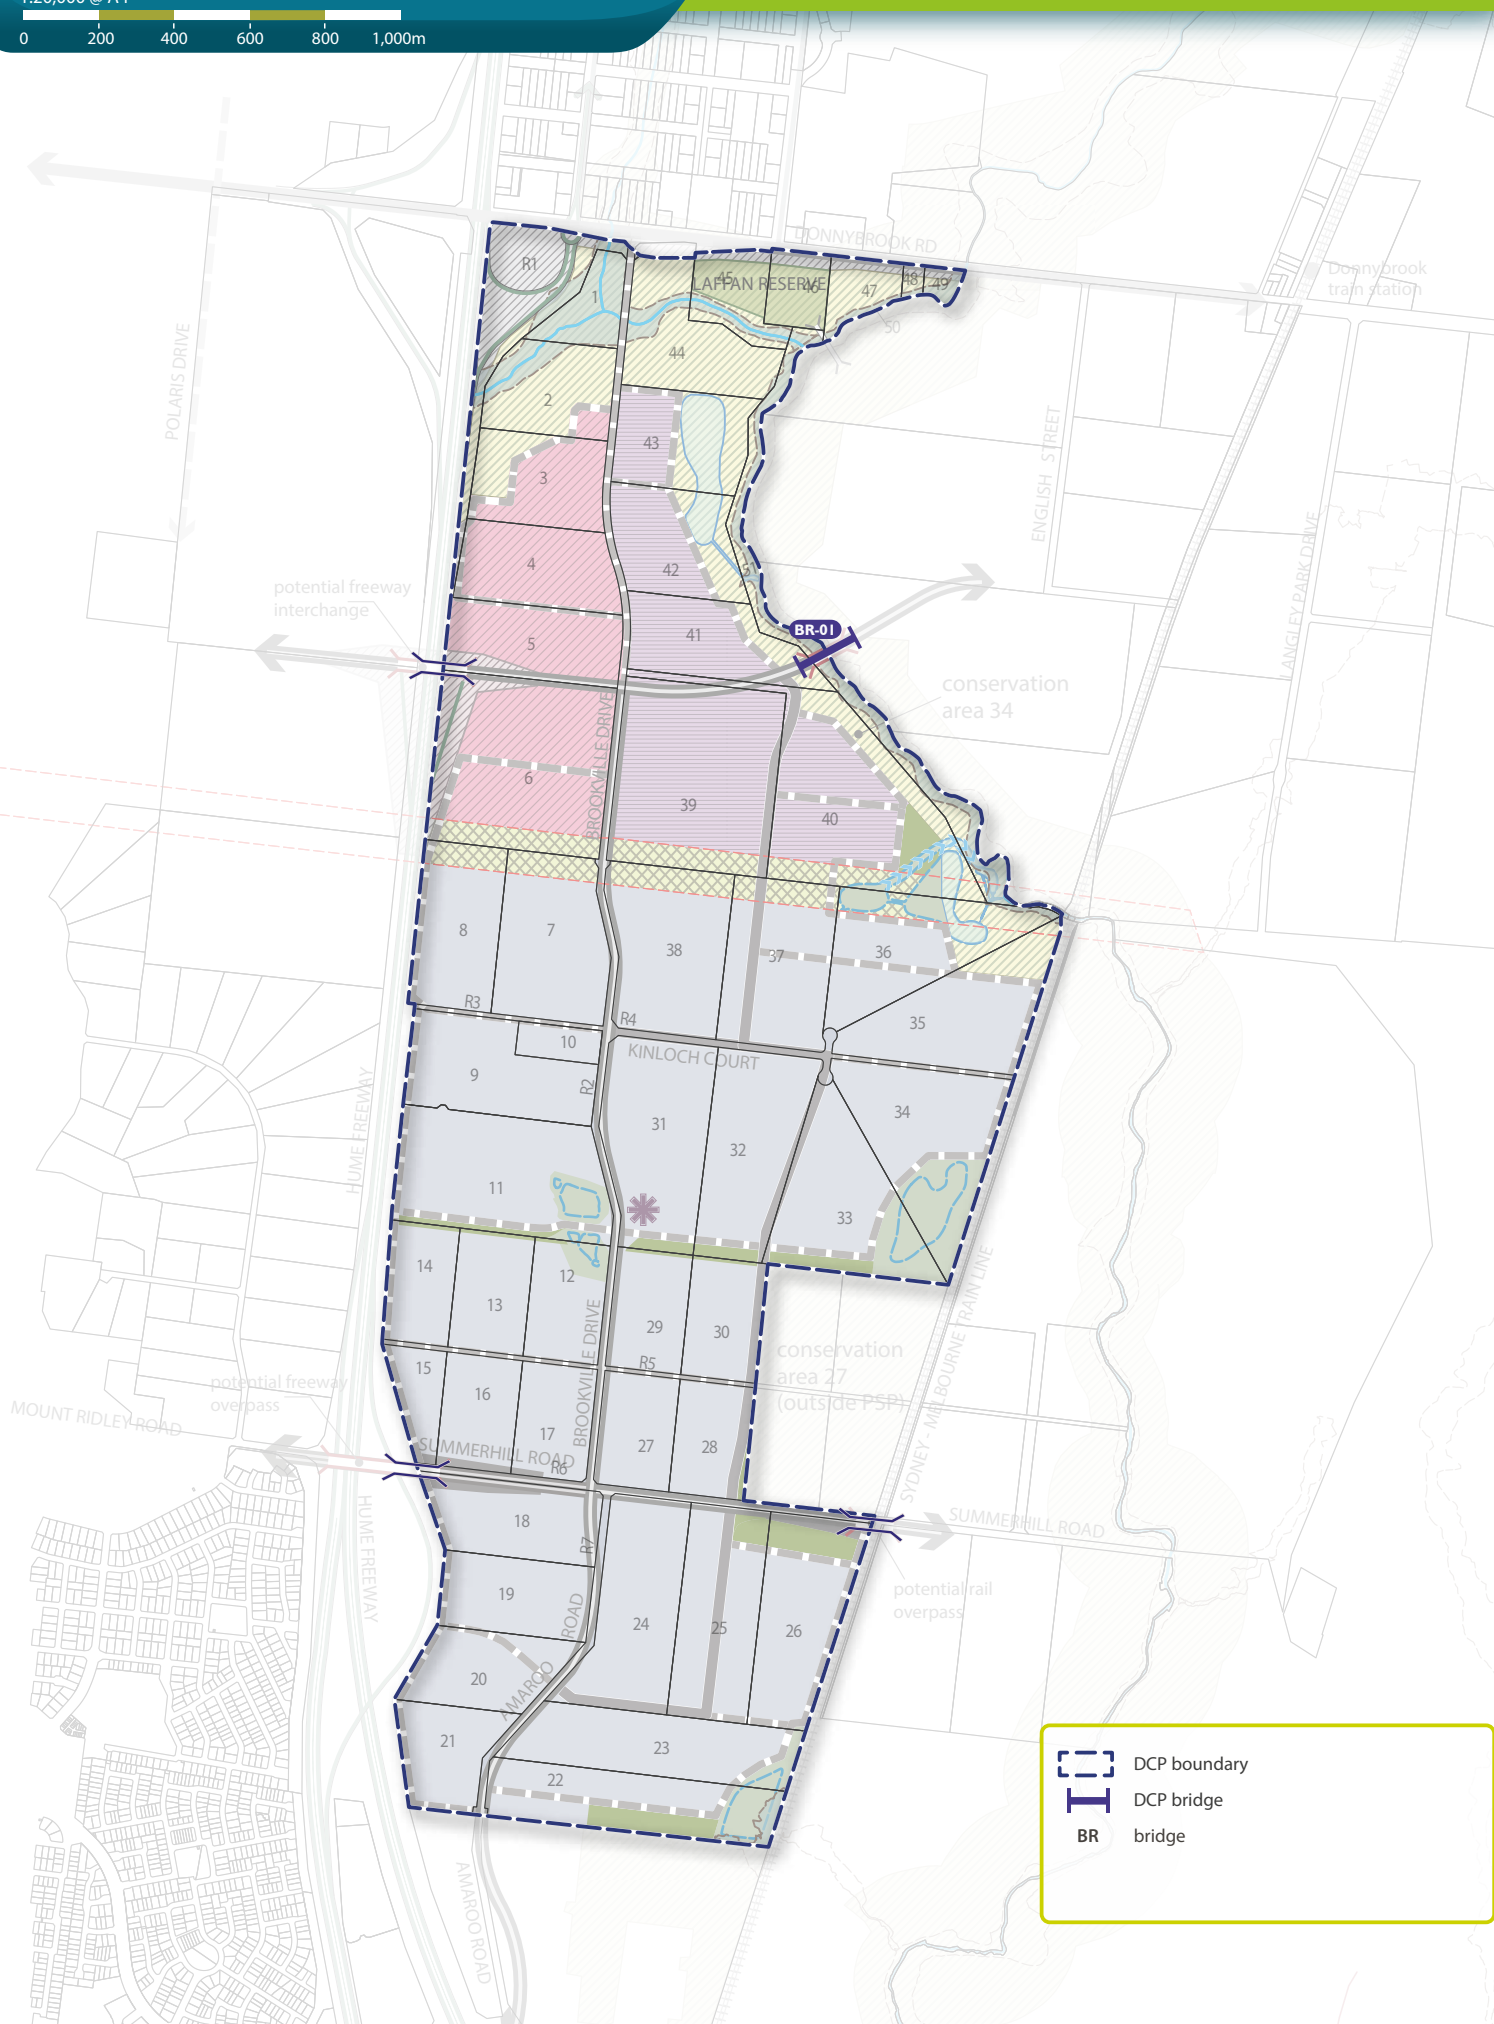 0 200 400 600 800 1,000m
DONNYBROOK RD
R1
Donnybrook
train station
LAFFAN RESERVE
45
46
47
48
49
50
1
44
POLARIS DRIVE
2
43
ENGLISH STREET
3
4
42
51
LANGLEY PARK DRIVE
potential freeway
interchange
5
41
BR-01
conservation
area 34
BROOKVILLE DRIVE
6
39
40
8
7
38
37
36
R3
R4
35
10
KINLOCH COURT
9
R2
34
31
32
HUME FREEWAY
11
33
14
12
13
29
30
SYDNEY - MELBOURNE TRAIN LINE
conservation
area 27
(outside PSP)
BROOKVILLE DRIVE
R5
15
16
potential freeway
overpass
MOUNT RIDLEY ROAD
17
27
28
SUMMERHILL ROAD
R6
18
SUMMERHILL ROAD
R7
HUME FREEWAY
19
potential rail
overpass
24
25
26
20
AMAROO ROAD
21
23
22
AMAROO ROAD
DCP boundary
DCP bridge
BR bridge